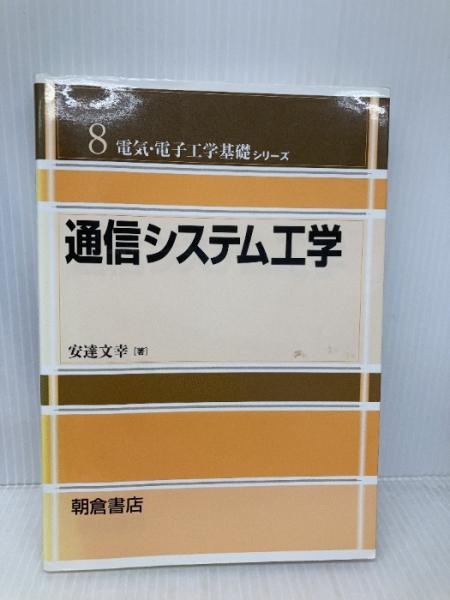 8 電気・電子工学基礎シリーズ
通信システム工学
安達文幸 [著]
朝倉書店